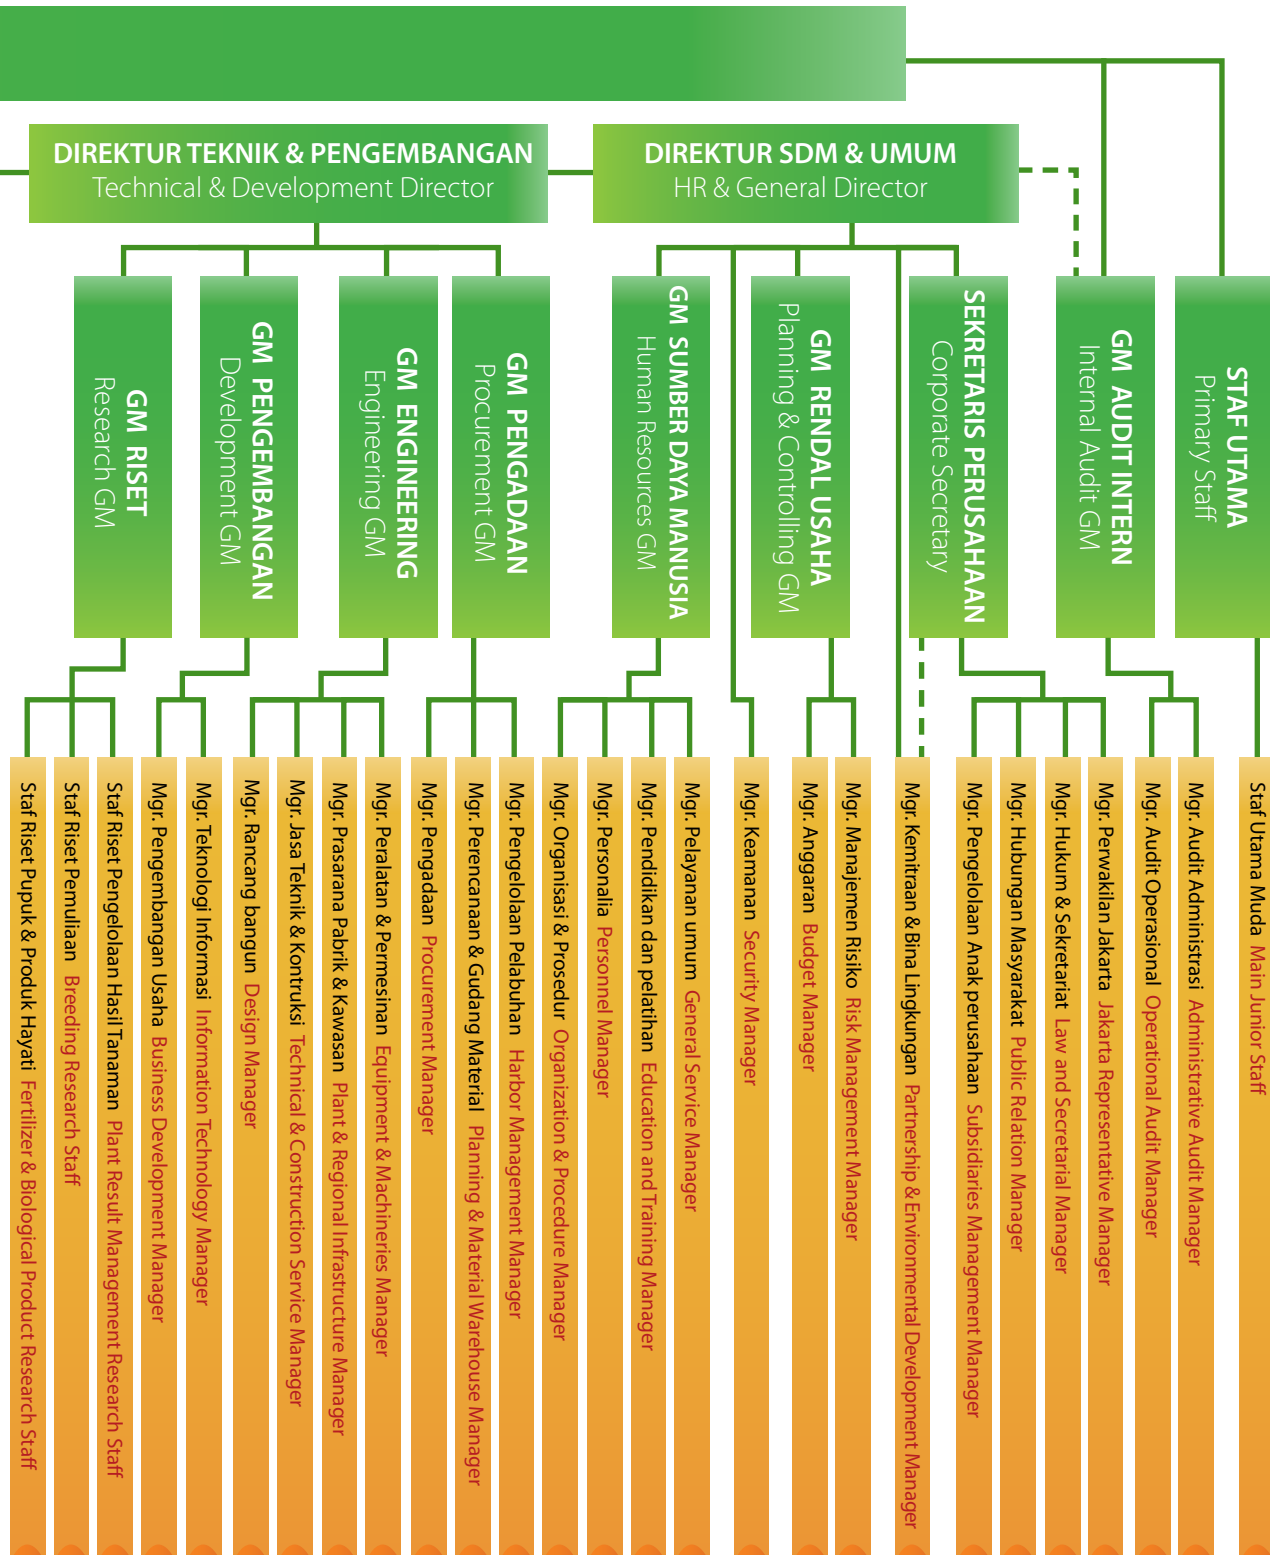 DIREKTUR TEKNIK & PENGEMBANGAN
Technical & Development Director
DIREKTUR SDM & UMUM
HR & General Director
GM RISET
Research GM
GM PENGEMBANGAN
Development GM
GM ENGINEERING
Engineering GM
GM PENGADAAN
Procurement GM
GM SUMBER DAYA MANUSIA
Human Resources GM
GM RENDAL USAHA
Planning & Controlling GM
SEKRETARIS PERUSAHAAN
Corporate Secretary
GM AUDIT INTERN
Internal Audit GM
STAF UTAMA
Primary Staff
Staf Riset Pupuk & Produk Hayati Fertilizer & Biological Product Research Staff
Staf Riset Pemuliaan Breeding Research Staff
Staf Riset Pengelolaan Hasil Tanaman Plant Result Management Research Staff
Mgr. Pengembangan Usaha Business Development Manager
Mgr. Teknologi Informasi Information Technology Manager
Mgr. Rancang bangun Design Manager
Mgr. Jasa Teknik & Kontruksi Technical & Construction Service Manager
Mgr. Prasarana Pabrik & Kawasan Plant & Regional Infrastructure Manager
Mgr. Peralatan & Permesinan Equipment & Machineries Manager
Mgr. Pengadaan Procurement Manager
Mgr. Perencanaan & Gudang Material Planning & Material Warehouse Manager
Mgr. Pengelolaan Pelabuhan Harbor Management Manager
Mgr. Organisasi & Prosedur Organization & Procedure Manager
Mgr. Personalia Personnel Manager
Mgr. Pendidikan dan pelatihan Education and Training Manager
Mgr. Pelayanan umum General Service Manager
Mgr. Keamanan Security Manager
Mgr. Anggaran Budget Manager
Mgr. Manajemen Risiko Risk Management Manager
Mgr. Kemitraan & Bina Lingkungan Partnership & Environmental Development Manager
Mgr. Pengelolaan Anak perusahaan Subsidiaries Management Manager
Mgr. Hubungan Masyarakat Public Relation Manager
Mgr. Hukum & Sekretariat Law and Secretarial Manager
Mgr. Perwakilan Jakarta Jakarta Representative Manager
Mgr. Audit Operasional Operational Audit Manager
Mgr. Audit Administrasi Administrative Audit Manager
Staf Utama Muda Main Junior Staff